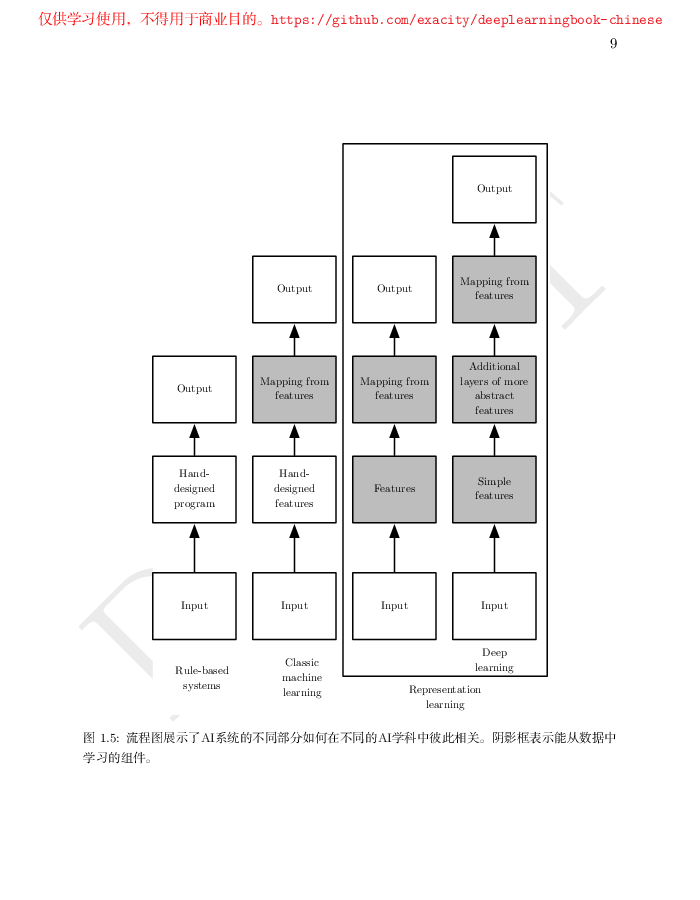 仅供学习使用，不得用于商业目的。https://github.com/exacity/deeplearningbook-chinese
9
Output
Output
Output
Mapping from
features
Output
Mapping from
features
Mapping from
features
Additional
layers of more
abstract
features
Hand-
designed
program
Hand-
designed
features
Features
Simple
features
Input
Input
Input
Input
Rule-based
systems
Classic
machine
learning
Deep
learning
Representation
learning
图 1.5: 流程图展示了AI系统的不同部分如何在不同的AI学科中彼此相关。阴影框表示能从数据中
学习的组件。